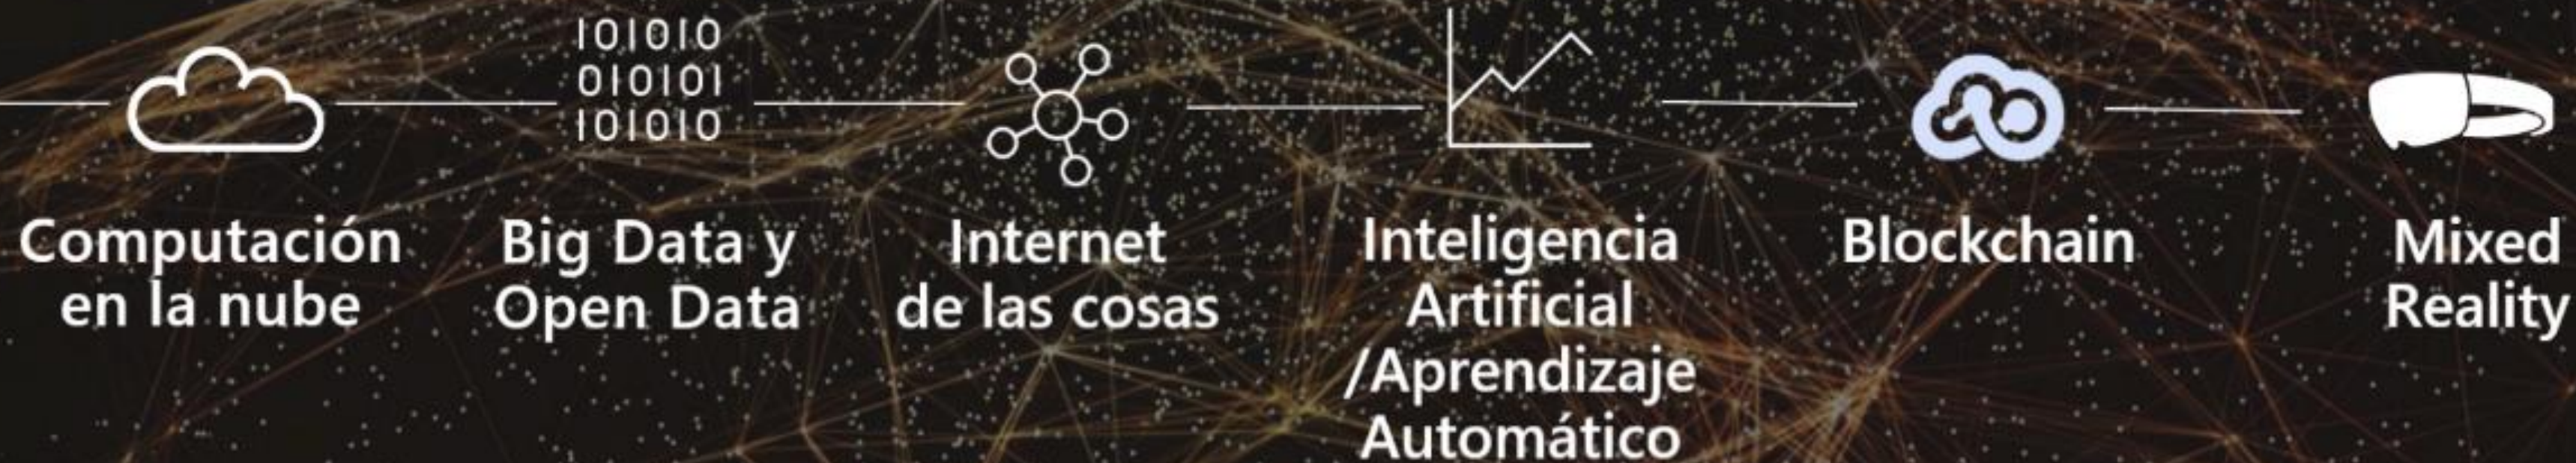 101010
010101
101010
Computación
en la nube
Big Data y
Open Data
Internet
de las cosas
Inteligencia
Artificial
/Aprendizaje
Automático
Blockchain
Mixed
Reality